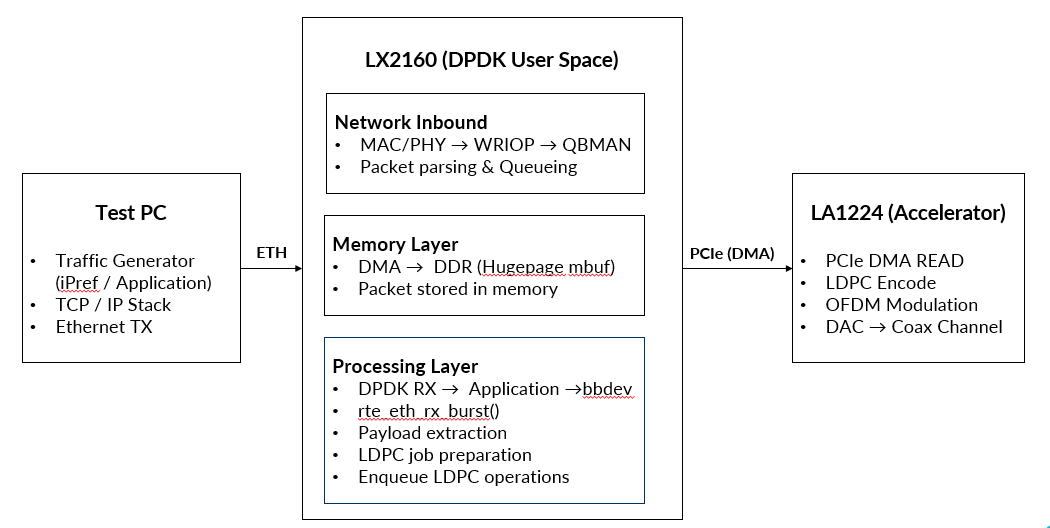 Test PC
• Traffic Generator
(iPref / Application)
• TCP / IP Stack
• Ethernet TX
ETH
LX2160 (DPDK User Space)
Network Inbound
• MAC/PHY → WRIOP → QBMAN
• Packet parsing & Queueing
Memory Layer
• DMA → DDR (Hugepage mbuf)
• Packet stored in memory
Processing Layer
• DPDK RX → Application →bbdev
• rte_eth_rx_burst()
• Payload extraction
• LDPC job preparation
• Enqueue LDPC operations
PCIe (DMA)
LA1224 (Accelerator)
• PCIe DMA READ
• LDPC Encode
• OFDM Modulation
• DAC → Coax Channel